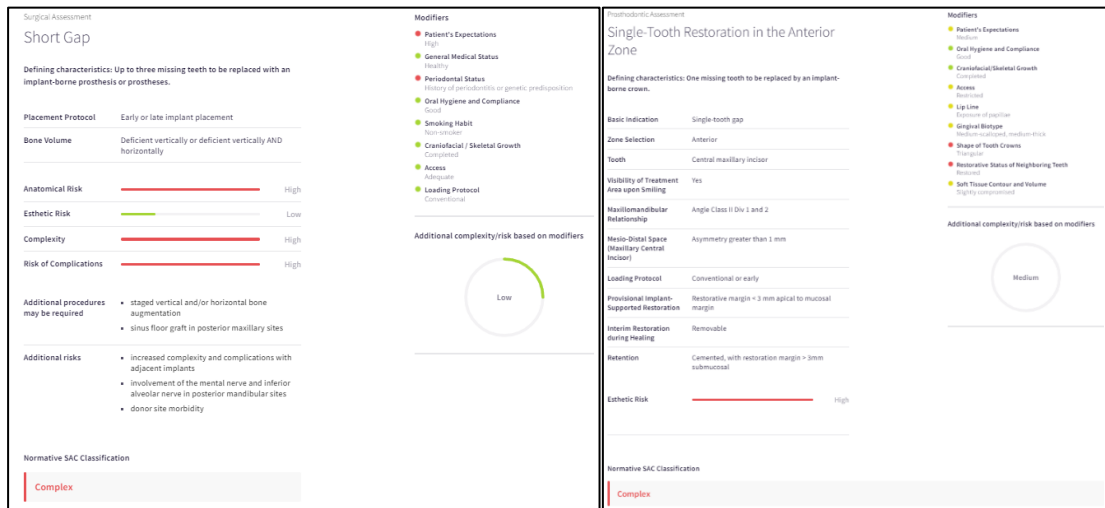 Surgical Assessment
Short Gap
Defining characteristics: Up to three missing teeth to be replaced with an
implant-borne prosthesis or prostheses.
Placement Protocol Early or late implant placement
Bone Volume Deficient vertically or deficient vertically AND
horizontally
Anatomical Risk High
Esthetic Risk Low
Complexity High
Risk of Complications High
Additional procedures
may be required
• staged vertical and/or horizontal bone
augmentation
• sinus floor graft in posterior maxillary sites
Additional risks
• increased complexity and complications with
adjacent implants
• involvement of the mental nerve and inferior
alveolar nerve in posterior mandibular sites
• donor site morbidity
Normative SAC Classification
Complex
Modifiers
Patient's Expectations
High
General Medical Status
Healthy
Periodontal Status
History of periodontitis or genetic predisposition
Oral Hygiene and Compliance
Good
Smoking Habit
Non-smoker
Craniofacial / Skeletal Growth
Completed
Access
Adequate
Loading Protocol
Conventional
Additional complexity/risk based on modifiers
Low
Prosthodontic Assessment
Single-Tooth Restoration in the Anterior
Zone
Defining characteristics: One missing tooth to be replaced by an implant-
borne crown.
Basic Indication Single-tooth gap
Zone Selection Anterior
Tooth Central maxillary incisor
Visibility of Treatment
Area upon Smiling
Yes
Maxiliomandibular
Relationship
Angle Class II Div 1 and 2
Mesio-Distal Space
(Maxillary Central
Incisor)
Asymmetry greater than 1 mm
Loading Protocol Conventional or early
Provisional Implant-
Supported Restoration
Restorative margin < 3 mm apical to mucosal
margin
Interim Restoration
during Healing
Removable
Retention Cemented, with restoration margin > 3mm
submucosal
Esthetic Risk High
Normative SAC Classification
Complex
Modifiers
Patient's Expectations
Medium
Oral Hygiene and Compliance
Good
Craniofacial/Skeletal Growth
Completed
Access
Restricted
Lip Line
Exposure of papillae
Gingival Biotype
Medium-scalloped, medium-thick
Shape of Tooth Crowns
Triangular
Restorative Status of Neighboring Teeth
Restored
Soft Tissue Contour and Volume
Slightly compromised
Additional complexity/risk based on modifiers
Medium